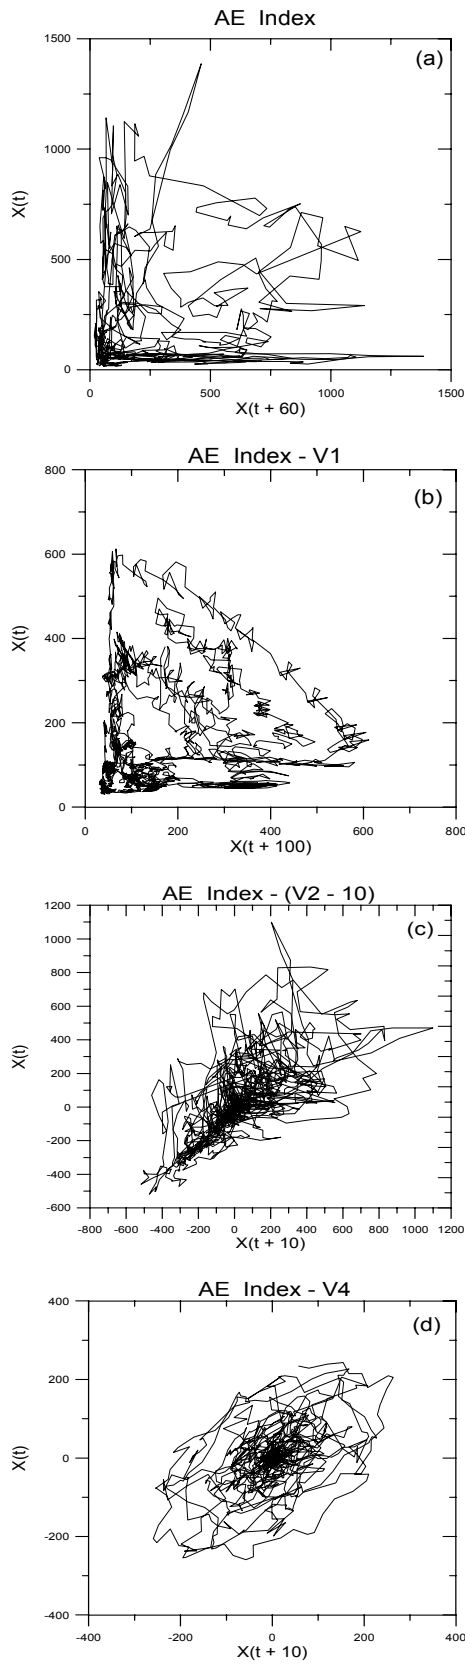 AE Index
1500
(a)
1000
X(t)
500
0
0 500 1000 1500
X(t + 60)
AE Index - V1
800
(b)
600
X(t)
400
200
0
0 200 400 600 800
X(t + 100)
AE Index - (V2 - 10)
1200
(c)
1000
800
600
400
X(t)
200
0
-200
-400
-600
-800 -600 -400 -200 0 200 400 600 800 1000 1200
X(t + 10)
AE Index - V4
400
(d)
200
X(t)
0
-200
-400
-400 -200 0 200 400
X(t + 10)